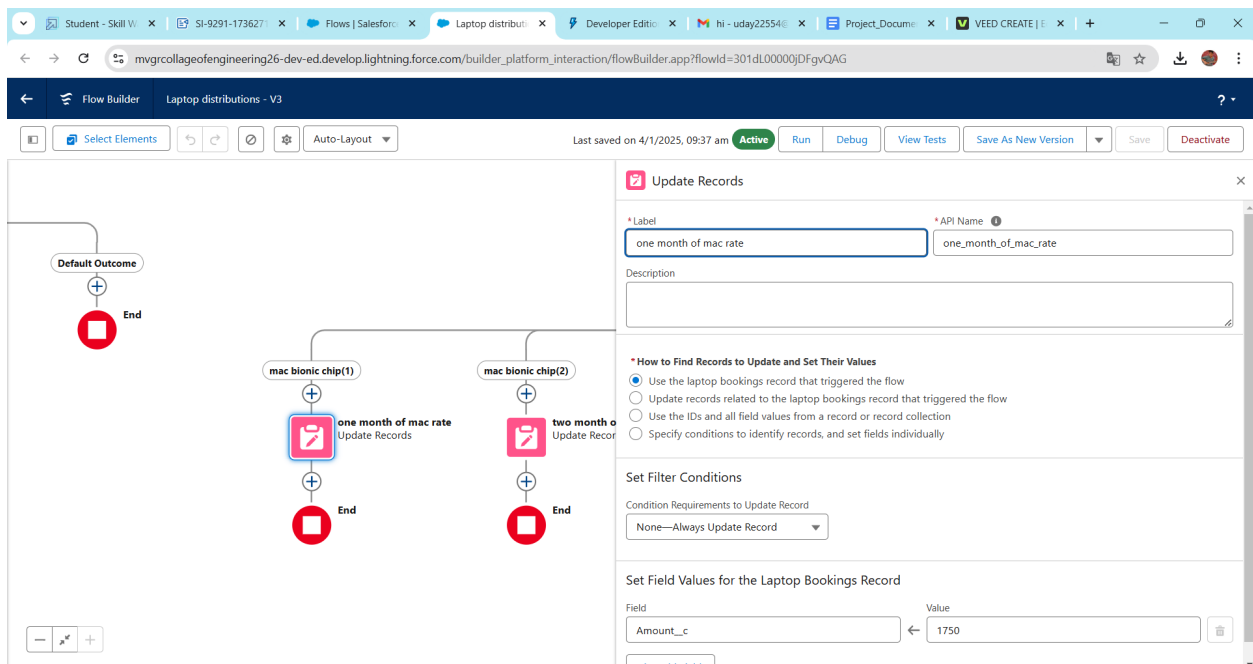 Student - Skill W
SI-9291-1736271
Flows | Salesforc
Laptop distributi
Developer Editio
hi - uday22554@
Project_Docume
VEED CREATE | E
mvgrcollageofengineering26-dev-ed.develop.lightning.force.com/builder_platform_interaction/flowBuilder.app?flowId=301dL00000jDFgvQAG
Flow Builder
Laptop distributions - V3
?
Select Elements
Auto-Layout
Last saved on 4/1/2025, 09:37 am
Active
Run
Debug
View Tests
Save As New Version
Save
Deactivate
Default Outcome
End
mac bionic chip(1)
one month of mac rate
Update Records
End
mac bionic chip(2)
two month o
Update Recor
End
Update Records
*Label
one month of mac rate
*API Name
one_month_of_mac_rate
Description
*How to Find Records to Update and Set Their Values
Use the laptop bookings record that triggered the flow
Update records related to the laptop bookings record that triggered the flow
Use the IDs and all field values from a record or record collection
Specify conditions to identify records, and set fields individually
Set Filter Conditions
Condition Requirements to Update Record
None—Always Update Record
Set Field Values for the Laptop Bookings Record
Field
Value
Amount__c
1750